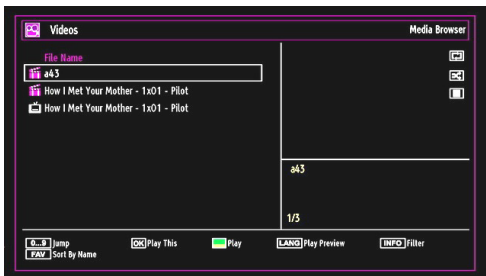 Videos
Media Browser
File Name
a43
How I Met Your Mother - 1x01 - Pilot
How I Met Your Mother - 1x01 - Pilot
a43
1/3
0...9 Jump
OK Play This
Play
LANG Play Preview
INFO Filter
FAV Sort By Name